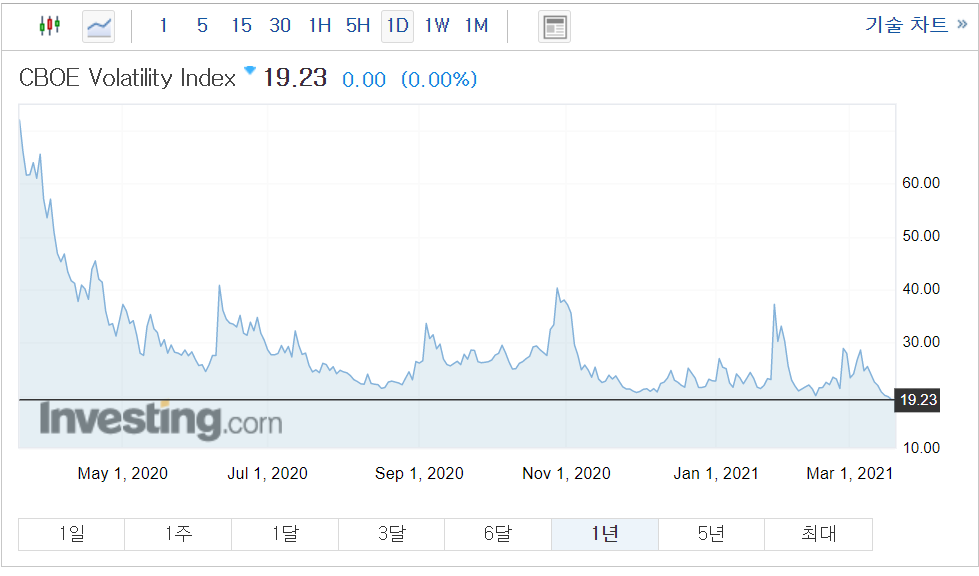 1 5 15 30 1H 5H 1D 1W 1M 기술 차트 »
CBOE Volatility Index 19.23 0.00 (0.00%)
60.00
50.00
40.00
30.00
19.23
Investing.com
10.00
May 1, 2020 Jul 1, 2020 Sep 1, 2020 Nov 1, 2020 Jan 1, 2021 Mar 1, 2021
1일 1주 1달 3달 6달 1년 5년 최대